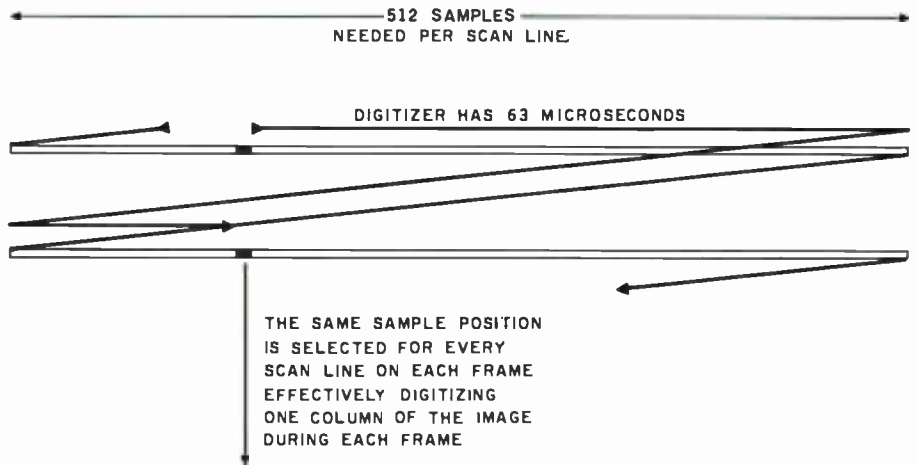 512 SAMPLES
NEEDED PER SCAN LINE
DIGITIZER HAS 63 MICROSECONDS
THE SAME SAMPLE POSITION
IS SELECTED FOR EVERY
SCAN LINE ON EACH FRAME
EFFECTIVELY DIGITIZING
ONE COLUMN OF THE IMAGE
DURING EACH FRAME